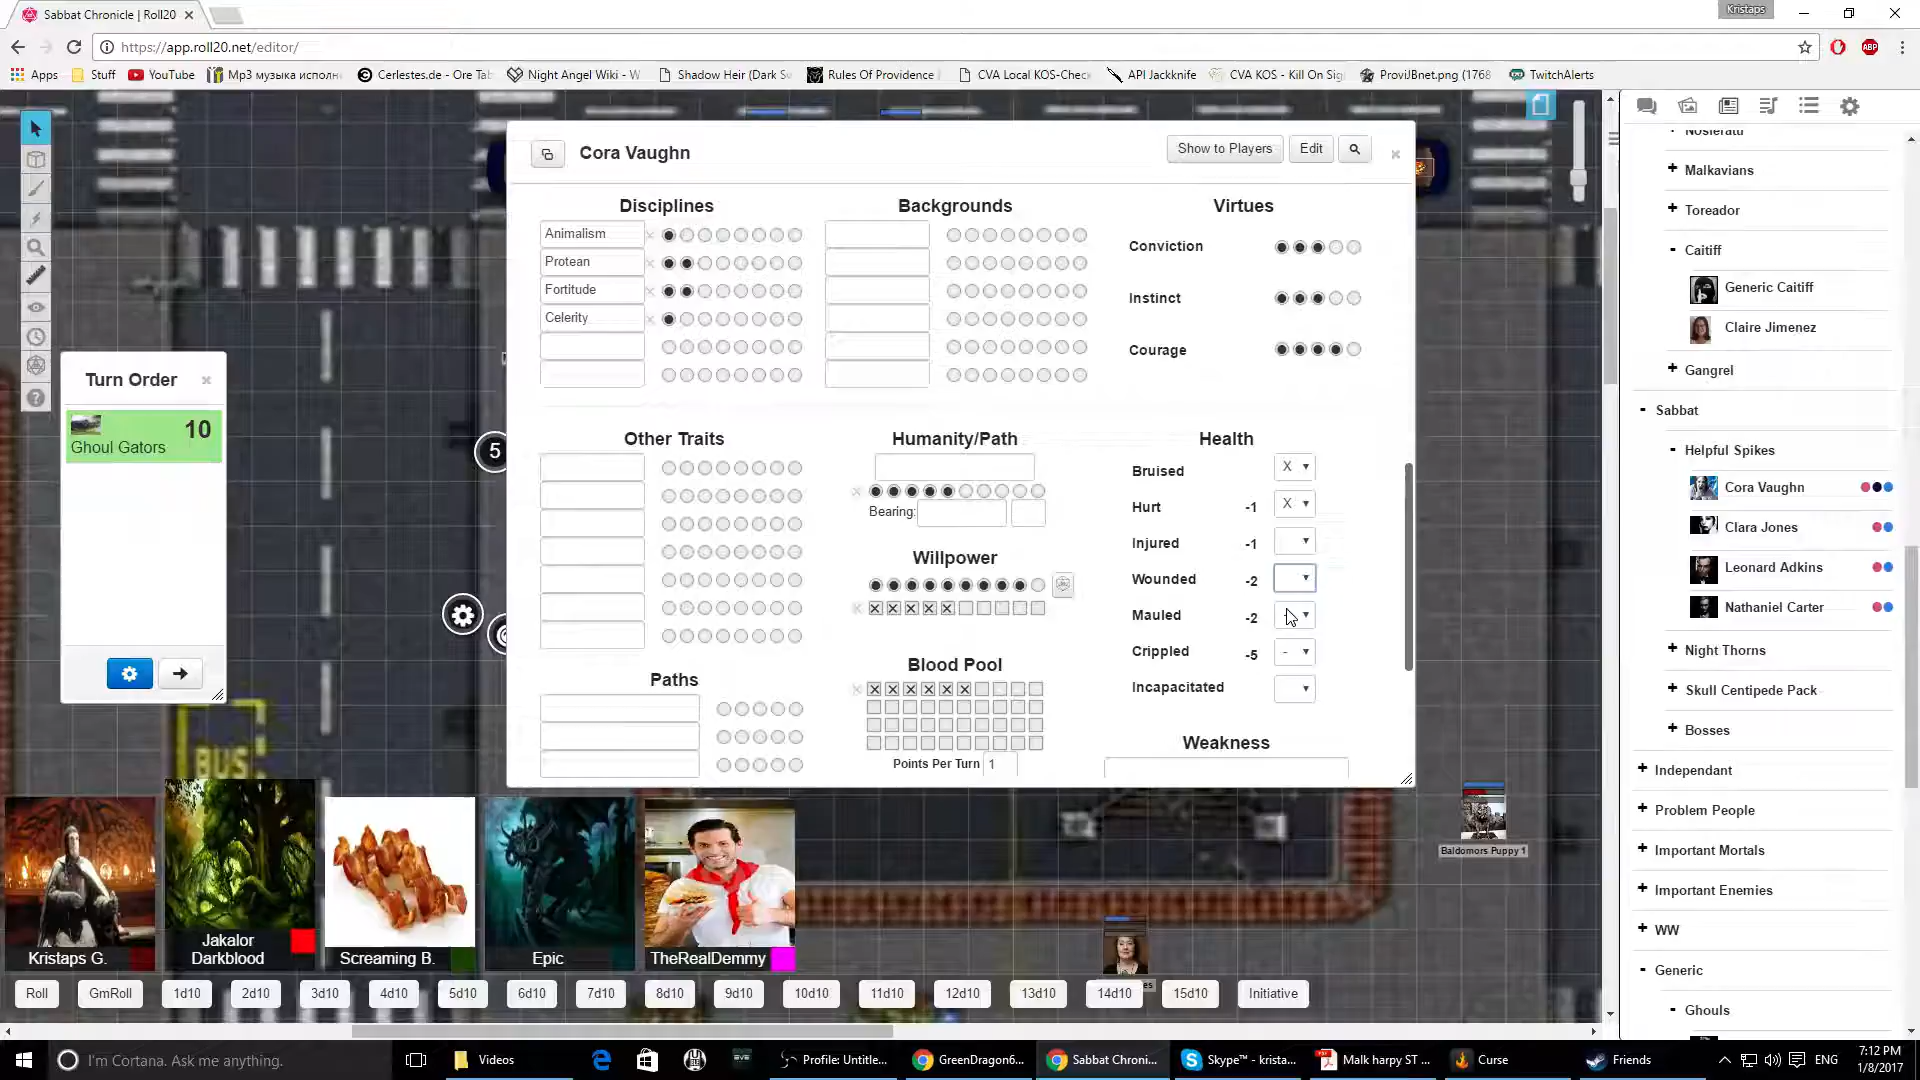 Sabbat Chronicle | Roll20
Kristaps
https://app.roll20.net/editor/
Apps
Stuff
YouTube
Mp3 музыка исполн
Cerlestes.de - Ore Tab
Night Angel Wiki - W
Shadow Heir (Dark Sw
Rules Of Providence
CVA Local KOS-Check
API Jackknife
CVA KOS - Kill On Sig
ProviJBnet.png (1768
TwitchAlerts
Cora Vaughn
Show to Players
Edit
Disciplines
Backgrounds
Virtues
Animalism
Protean
Fortitude
Celerity
Conviction
Instinct
Courage
Turn Order
Ghoul Gators
10
5
Other Traits
Humanity/Path
Health
Bearing:
Willpower
Blood Pool
Points Per Turn 1
Paths
Bruised X
Hurt -1 X
Injured -1
Wounded -2
Mauled -2
Crippled -5 -
Incapacitated
Weakness
BUS
Nosferatu
Malkavians
Toreador
Caitiff
Generic Caitiff
Claire Jimenez
Gangrel
Sabbat
Helpful Spikes
Cora Vaughn
Clara Jones
Leonard Adkins
Nathaniel Carter
Night Thorns
Skull Centipede Pack
Bosses
Independant
Problem People
Important Mortals
Important Enemies
WW
Generic
Ghouls
Baldomors Puppy 1
Kristaps G.
Jakalor
Darkblood
Screaming B.
Epic
TheRealDemmy
Roll
GmRoll
1d10
2d10
3d10
4d10
5d10
6d10
7d10
8d10
9d10
10d10
11d10
12d10
13d10
14d10
15d10
Initiative
I'm Cortana. Ask me anything.
Videos
Profile: Untitle...
GreenDragon6...
Sabbat Chroni...
Skype™ - krista...
Malk harpy ST ...
Curse
Friends
ENG
7:12 PM
1/8/2017